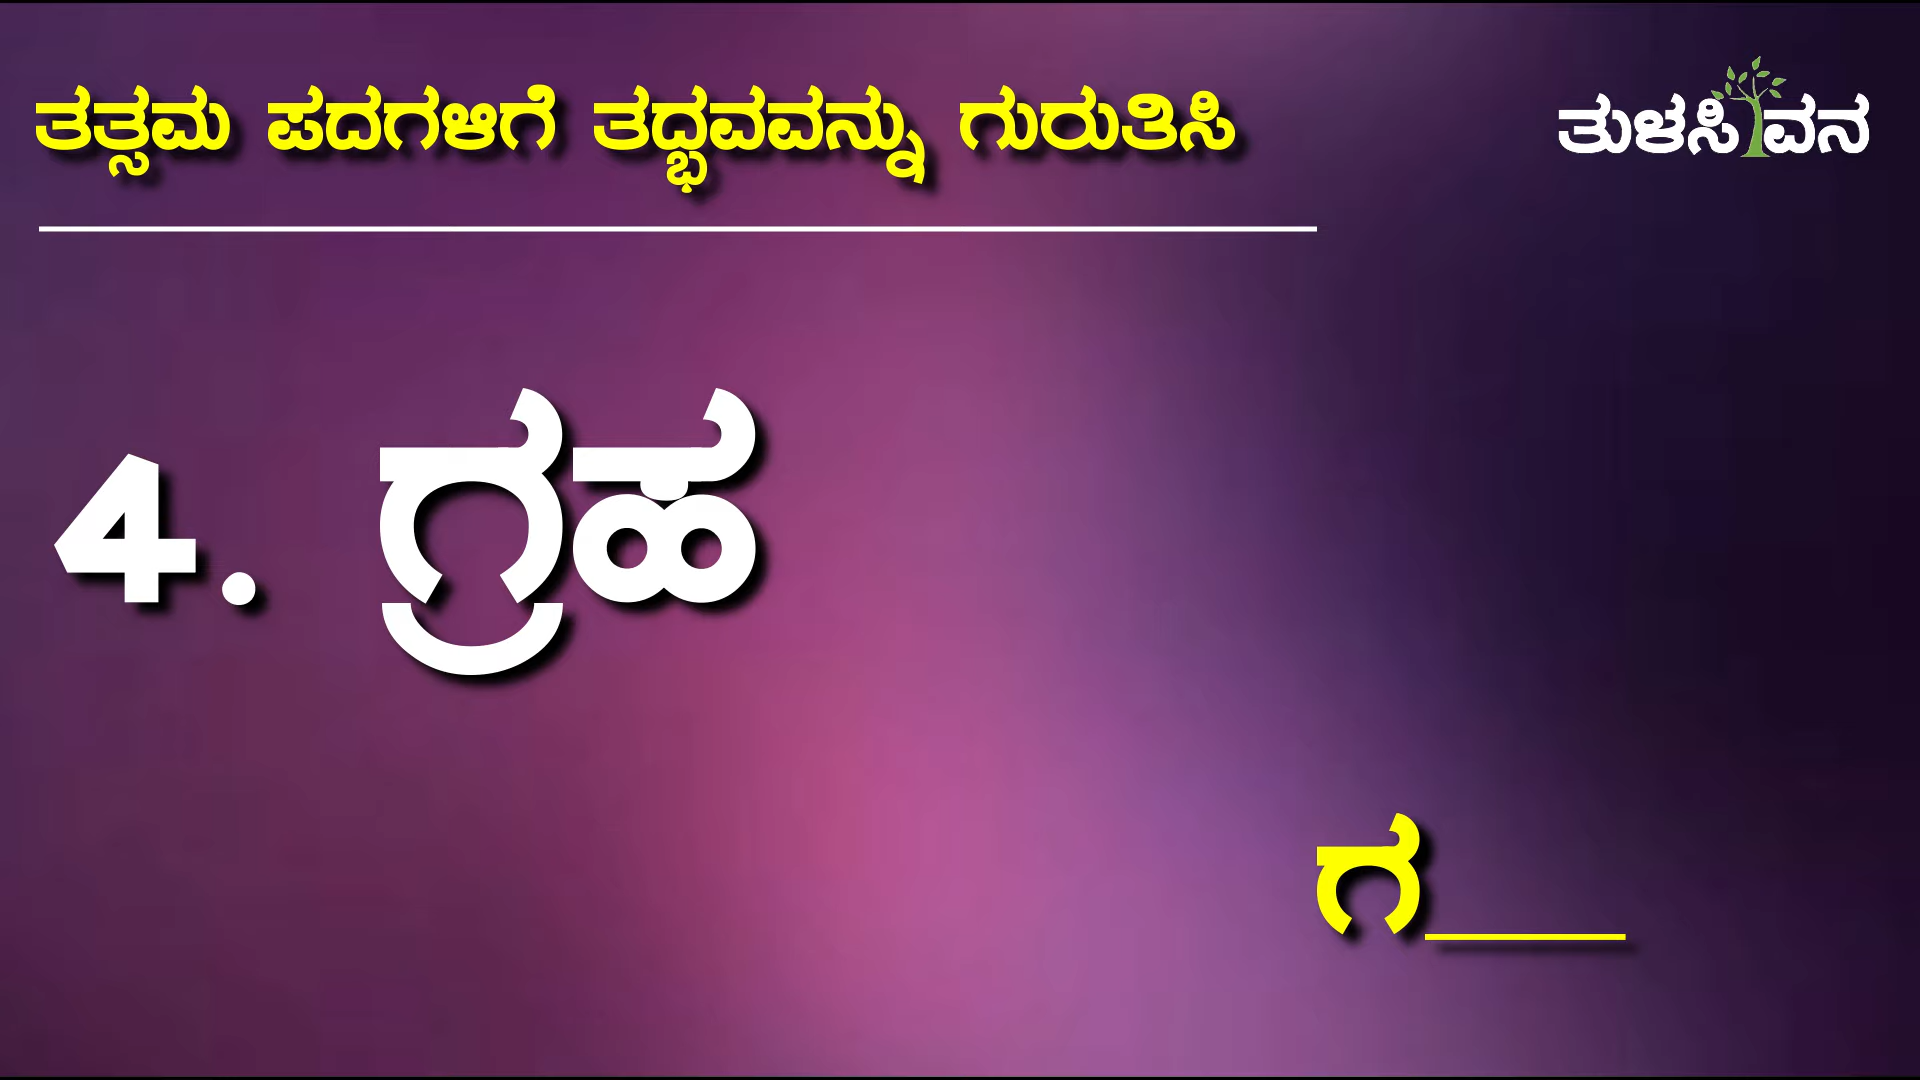 ತತ್ಸಮ ಪದಗಳಿಗೆ ತದ್ಭವವನ್ನು ಗುರುತಿಸಿ
ತುಳಸಿವನ
4. ಗ್ರಹ
ಗ___